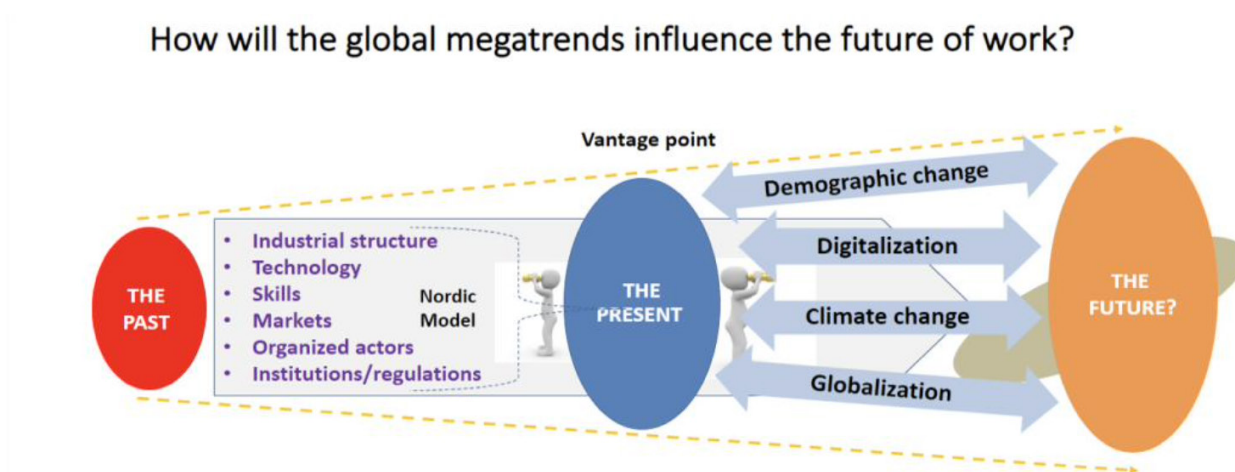 How will the global megatrends influence the future of work?
Vantage point
THE
PAST
• Industrial structure
• Technology
• Skills
• Markets
• Organized actors
• Institutions/regulations
Nordic
Model
THE
PRESENT
Demographic change
Digitalization
Climate change
Globalization
THE
FUTURE?